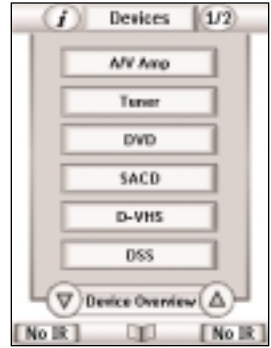 i Devices 1/2
A/V Amp
Tuner
DVD
SACD
D-VHS
DSS
Device Overview
No IR No IR